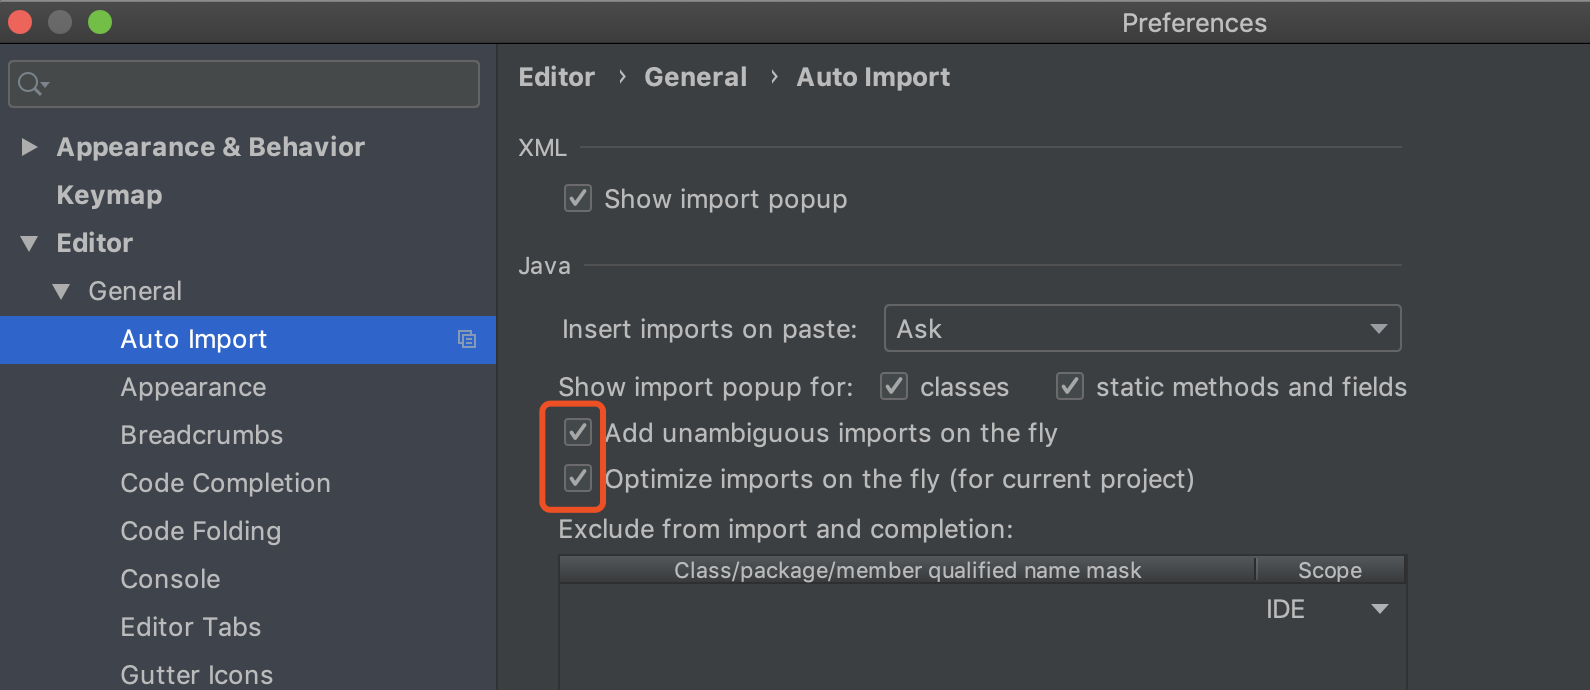 Preferences
Appearance & Behavior
Keymap
Editor
General
Auto Import
Appearance
Breadcrumbs
Code Completion
Code Folding
Console
Editor Tabs
Gutter Icons
Editor › General › Auto Import
XML
Show import popup
Java
Insert imports on paste: Ask
Show import popup for: classes static methods and fields
Add unambiguous imports on the fly
Optimize imports on the fly (for current project)
Exclude from import and completion:
Class/package/member qualified name mask Scope
IDE